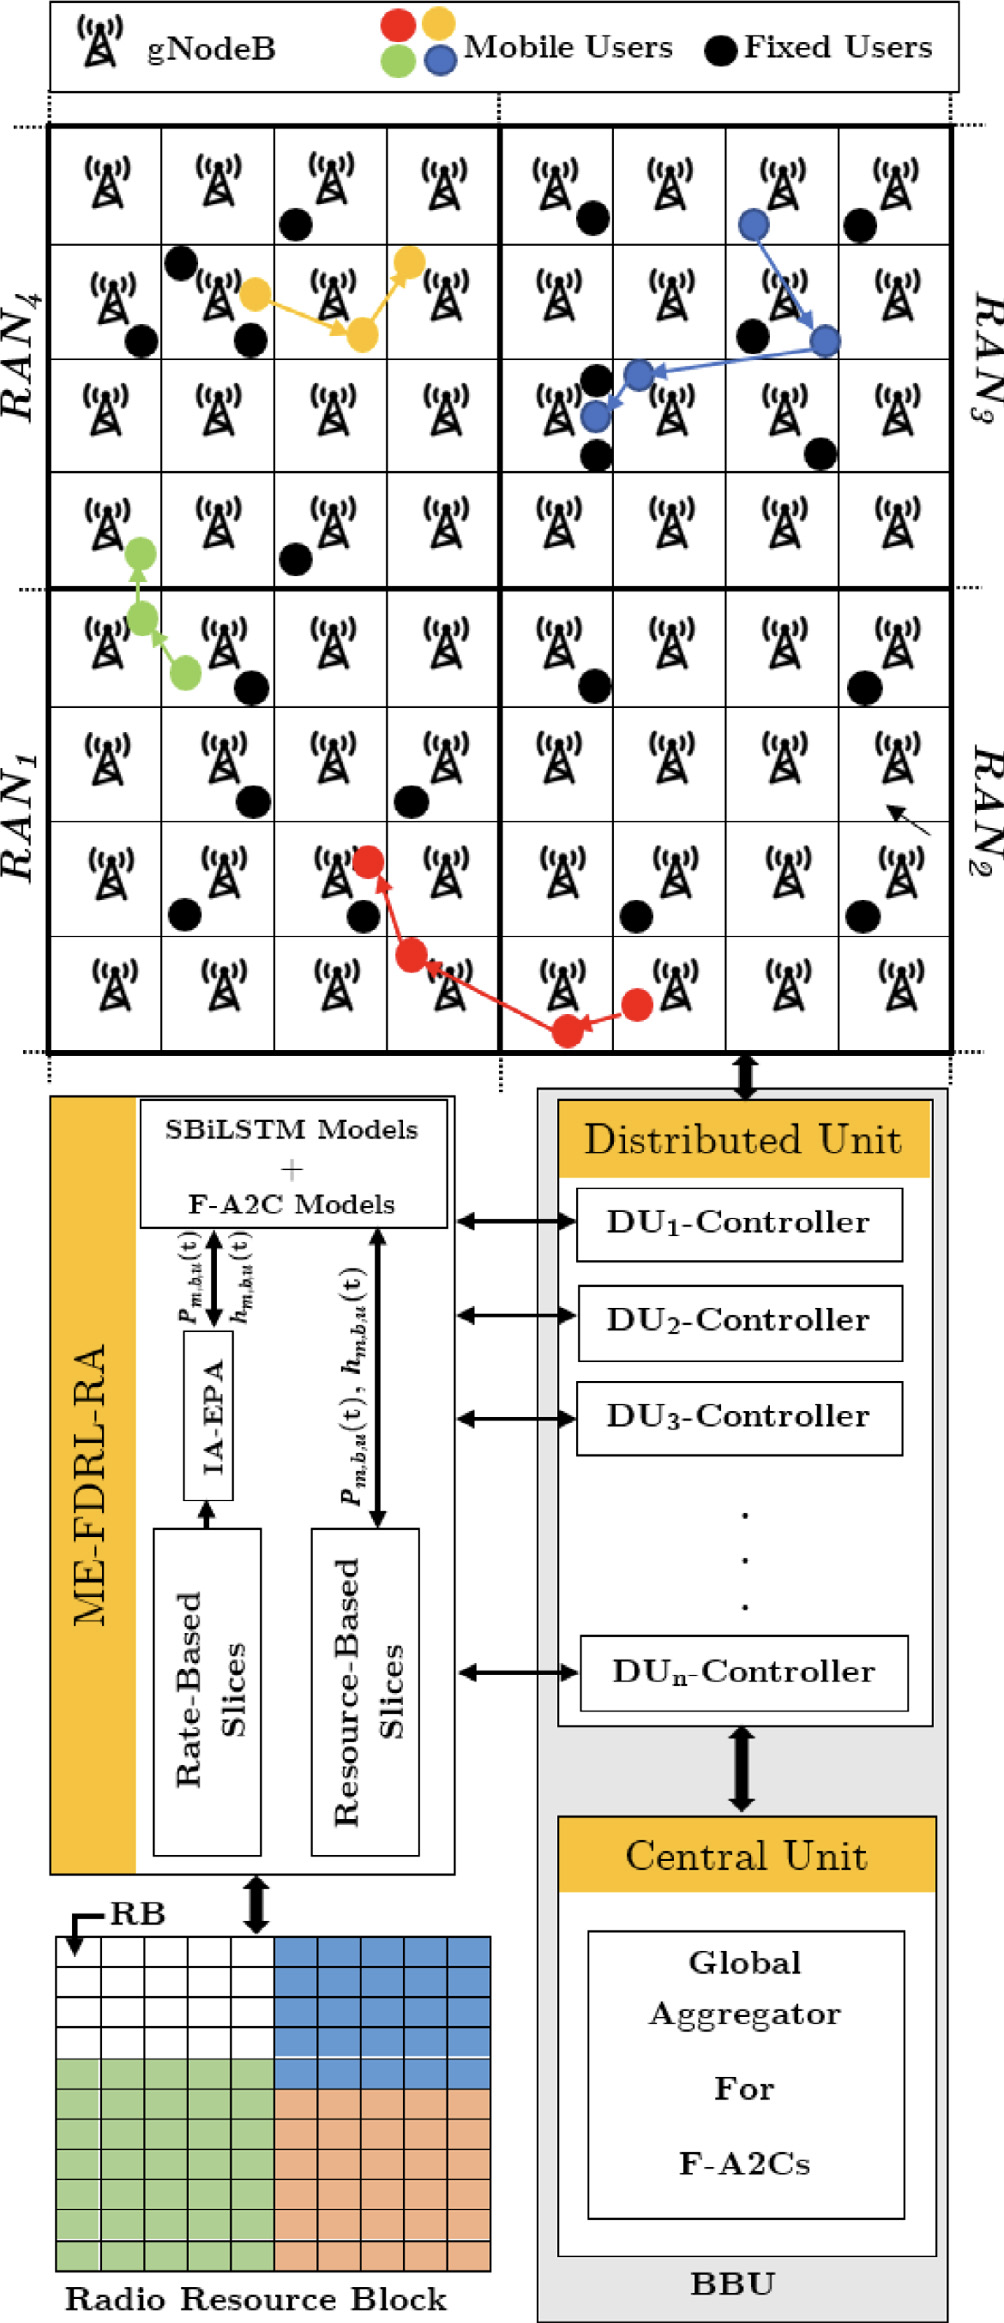 gNodeB
Mobile Users
Fixed Users
RAN4
RAN3
RAN1
RAN2
SBiLSTM Models
+
F-A2C Models
Pm,b,u(t)
hm,b,u(t)
Pm,b,u(t), hm,b,u(t)
IA-EPA
ME-FDRL-RA
Rate-Based
Slices
Resource-Based
Slices
RB
Radio Resource Block
Distributed Unit
DU1-Controller
DU2-Controller
DU3-Controller
.
.
.
DUn-Controller
Central Unit
Global
Aggregator
For
F-A2Cs
BBU